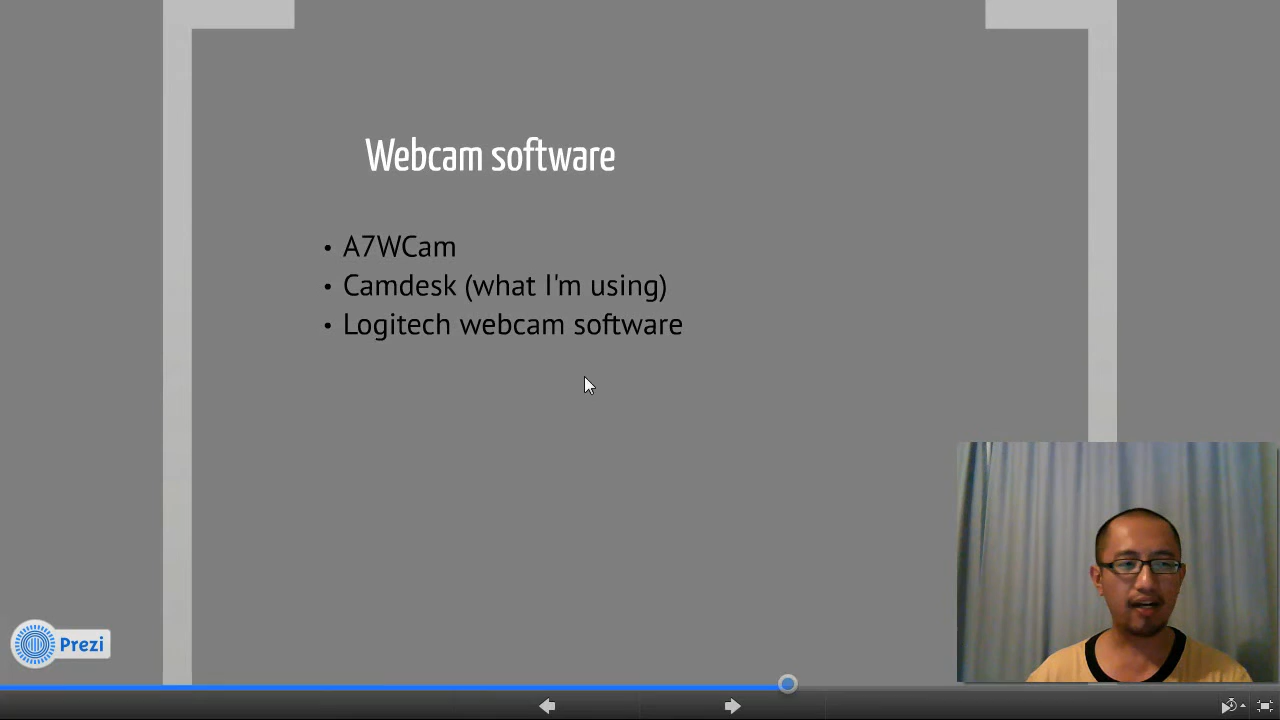 Webcam software
• A7WCam
• Camdesk (what I'm using)
• Logitech webcam software
Prezi